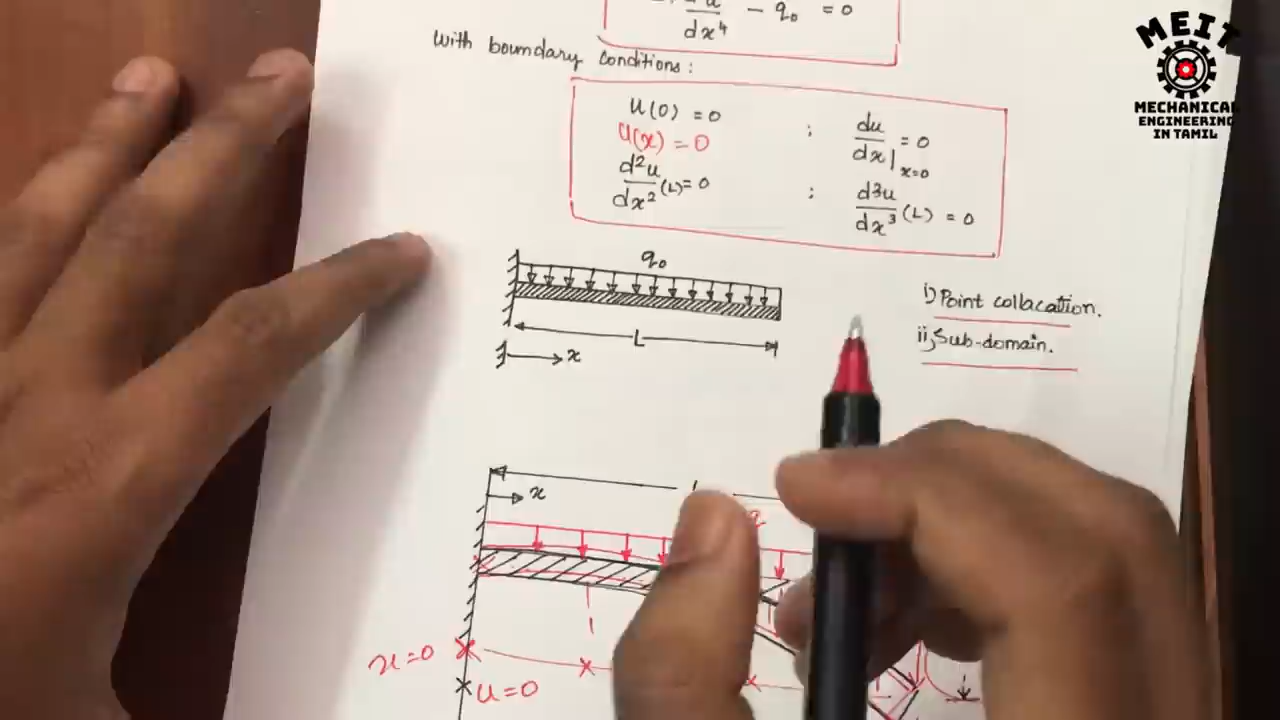 dx⁴ - q₀ = 0
With boundary conditions :
u(0) = 0 : du/dx|ₓ₌₀ = 0
u(x) = 0
d²u/dx² (L) = 0 : d³u/dx³ (L) = 0
q₀
i) Point collacation.
ii, Sub-domain.
L
x
x
x=0
u=0
MEIT
MECHANICAL
ENGINEERING
IN TAMIL